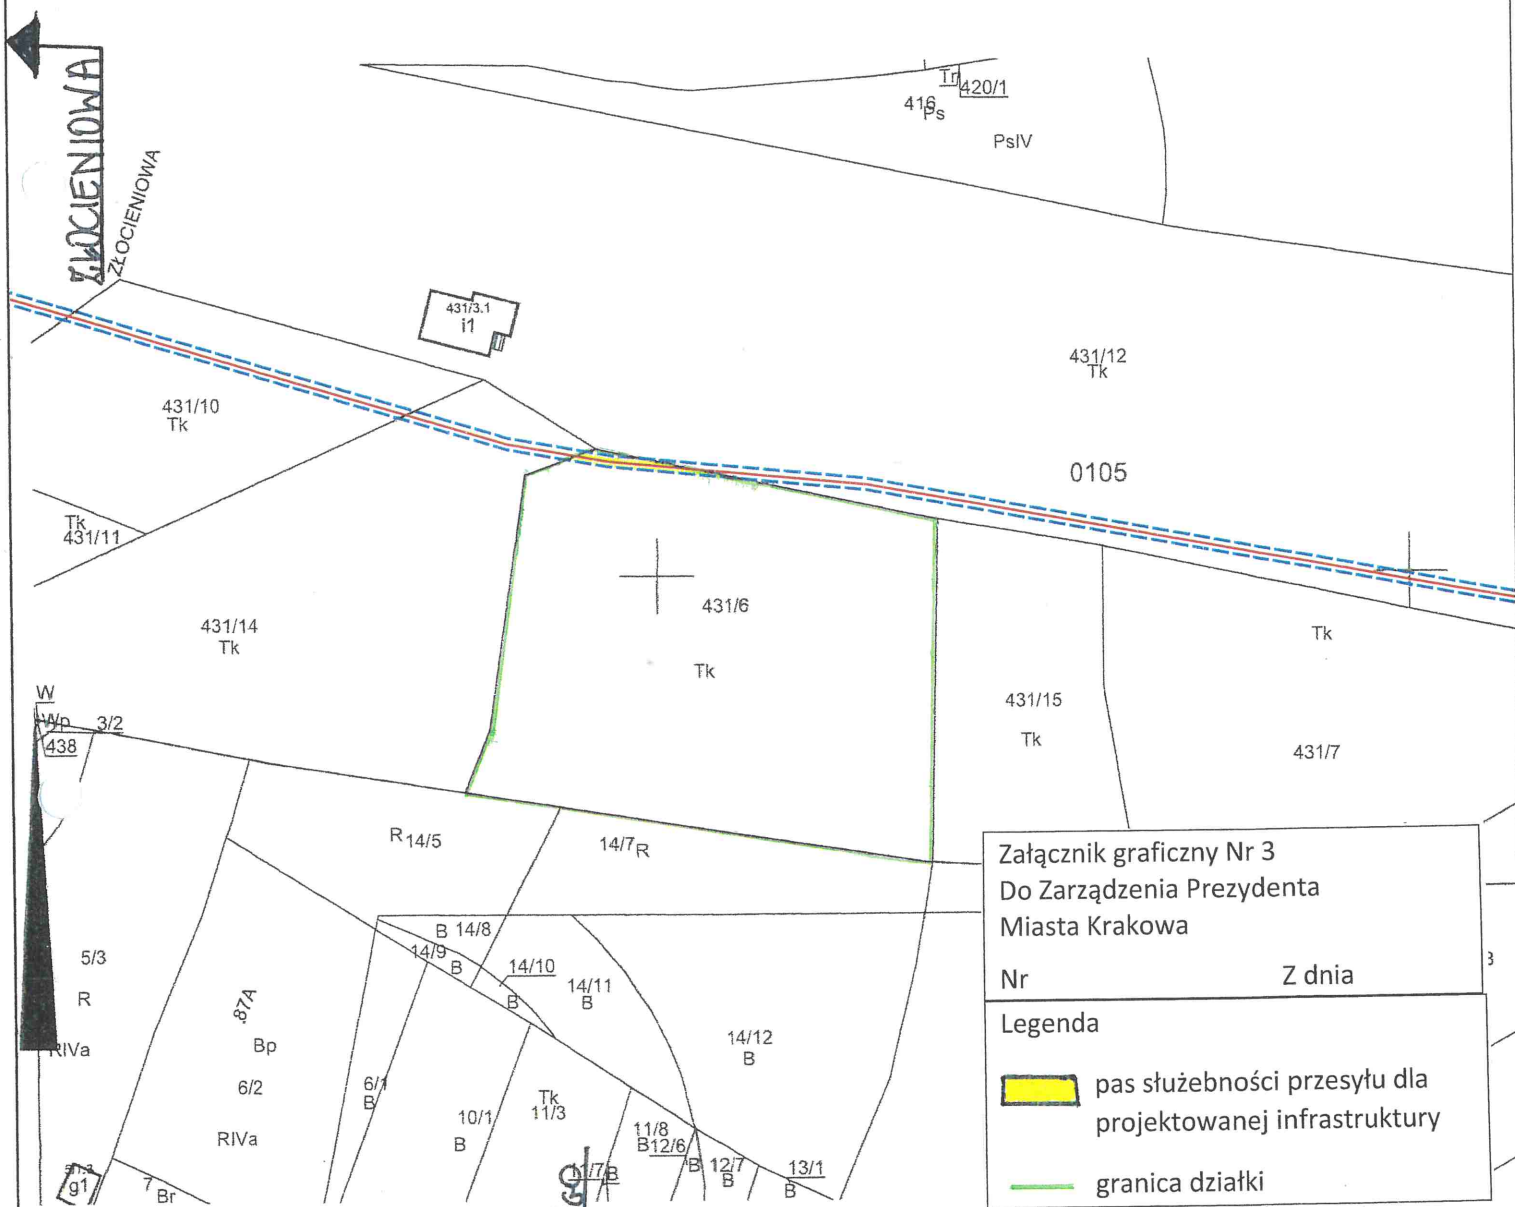 ZŁOCIENIOWA
ZŁOCIENIOWA
Tr
420/1
416
Ps
PsIV
431/3.1
i1
431/12
Tk
431/10
Tk
0105
Tk
431/11
431/6
Tk
431/14
Tk
Tk
431/15
Tk
431/7
W
Wp
3/2
438
R 14/5
14/7 R
B 14/8
14/9
B
14/10
B
14/11
B
14/12
B
5/3
R
RIVa
.87A
Bp
6/2
RIVa
6/1
B
10/1
B
Tk
11/3
11/8
B
12/6
B
11/7
B
12/7
B
13/1
B
g1
7
Br
Załącznik graficzny Nr 3
Do Zarządzenia Prezydenta
Miasta Krakowa
Nr Z dnia
Legenda
pas służebności przesyłu dla
projektowanej infrastruktury
granica działki